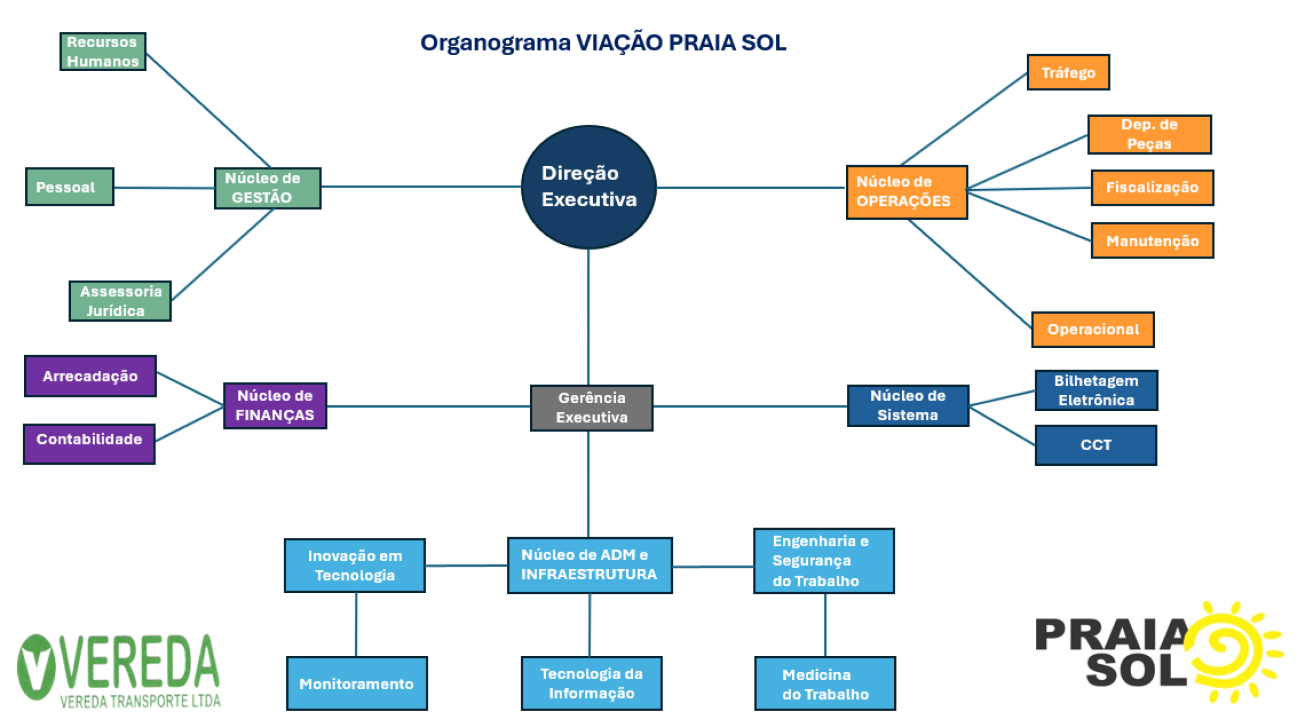 Organograma VIAÇÃO PRAIA SOL
Recursos
Humanos
Pessoal
Núcleo de
GESTÃO
Assessoria
Jurídica
Direção
Executiva
Núcleo de
OPERAÇÕES
Tráfego
Dep. de
Peças
Fiscalização
Manutenção
Operacional
Arrecadação
Contabilidade
Núcleo de
FINANÇAS
Gerência
Executiva
Núcleo de
Sistema
Bilhetagem
Eletrônica
CCT
Inovação em
Tecnologia
Núcleo de ADM e
INFRAESTRUTURA
Engenharia e
Segurança
do Trabalho
Monitoramento
Tecnologia da
Informação
Medicina
do Trabalho
VEREDA
VEREDA TRANSPORTE LTDA
PRAIA
SOL